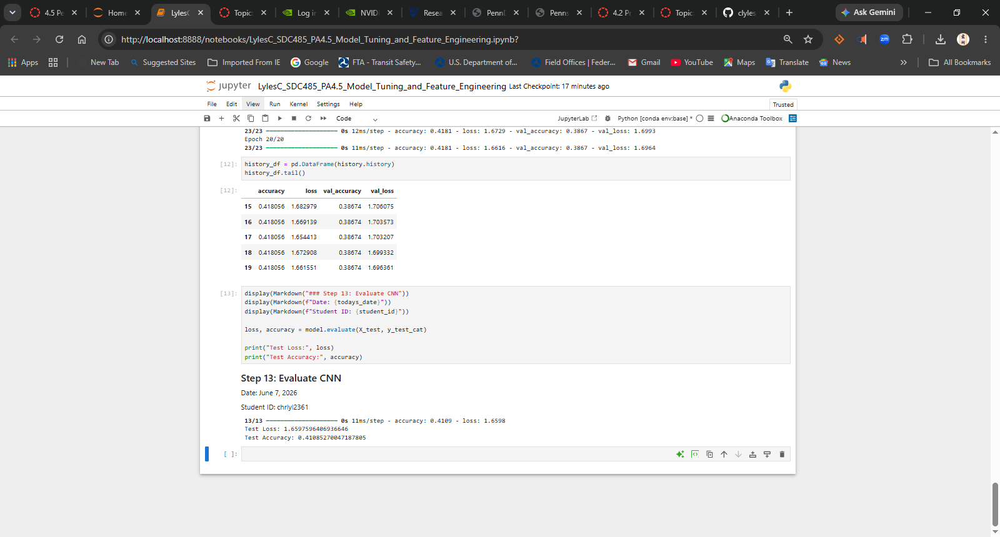 4.5 Pe
Home
Lyles
Topic
Log in
NVIDI
Resea
PennD
Penns
4.2 Pr
Topic
clyles
Ask Gemini
http://localhost:8888/notebooks/LylesC_SDC485_PA4.5_Model_Tuning_and_Feature_Engineering.ipynb?
Apps
New Tab
Suggested Sites
Imported From IE
Google
FTA - Transit Safety...
U.S. Department of...
Field Offices | Feder...
Gmail
YouTube
Maps
Translate
News
»
All Bookmarks
jupyter LylesC_SDC485_PA4.5_Model_Tuning_and_Feature_Engineering Last Checkpoint: 17 minutes ago
File Edit View Run Kernel Settings Help
Trusted
Code
JupyterLab
Python [conda env:base] *
Anaconda Toolbox
23/23 0s 12ms/step - accuracy: 0.4181 - loss: 1.6729 - val_accuracy: 0.3867 - val_loss: 1.6993
Epoch 20/20
23/23 0s 11ms/step - accuracy: 0.4181 - loss: 1.6616 - val_accuracy: 0.3867 - val_loss: 1.6964
[12]: history_df = pd.DataFrame(history.history)
history_df.tail()
[12]: accuracy loss val_accuracy val_loss
15 0.418056 1.682979 0.38674 1.706075
16 0.418056 1.669139 0.38674 1.703573
17 0.418056 1.654413 0.38674 1.703207
18 0.418056 1.672908 0.38674 1.699332
19 0.418056 1.661551 0.38674 1.696361
[13]: display(Markdown("### Step 13: Evaluate CNN"))
display(Markdown(f"Date: {todays_date}"))
display(Markdown(f"Student ID: {student_id}"))
loss, accuracy = model.evaluate(X_test, y_test_cat)
print("Test Loss:", loss)
print("Test Accuracy:", accuracy)
Step 13: Evaluate CNN
Date: June 7, 2026
Student ID: chrlyl2361
13/13 0s 11ms/step - accuracy: 0.4109 - loss: 1.6598
Test Loss: 1.6597596406936646
Test Accuracy: 0.41085270047187805
[ ]: